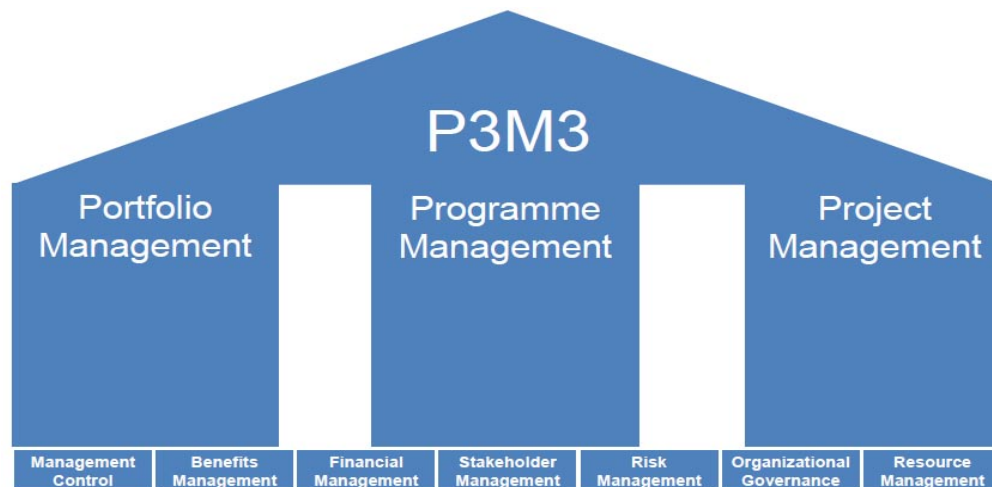 P3M3
Portfolio
Management
Programme
Management
Project
Management
Management
Control
Benefits
Management
Financial
Management
Stakeholder
Management
Risk
Management
Organizational
Governance
Resource
Management